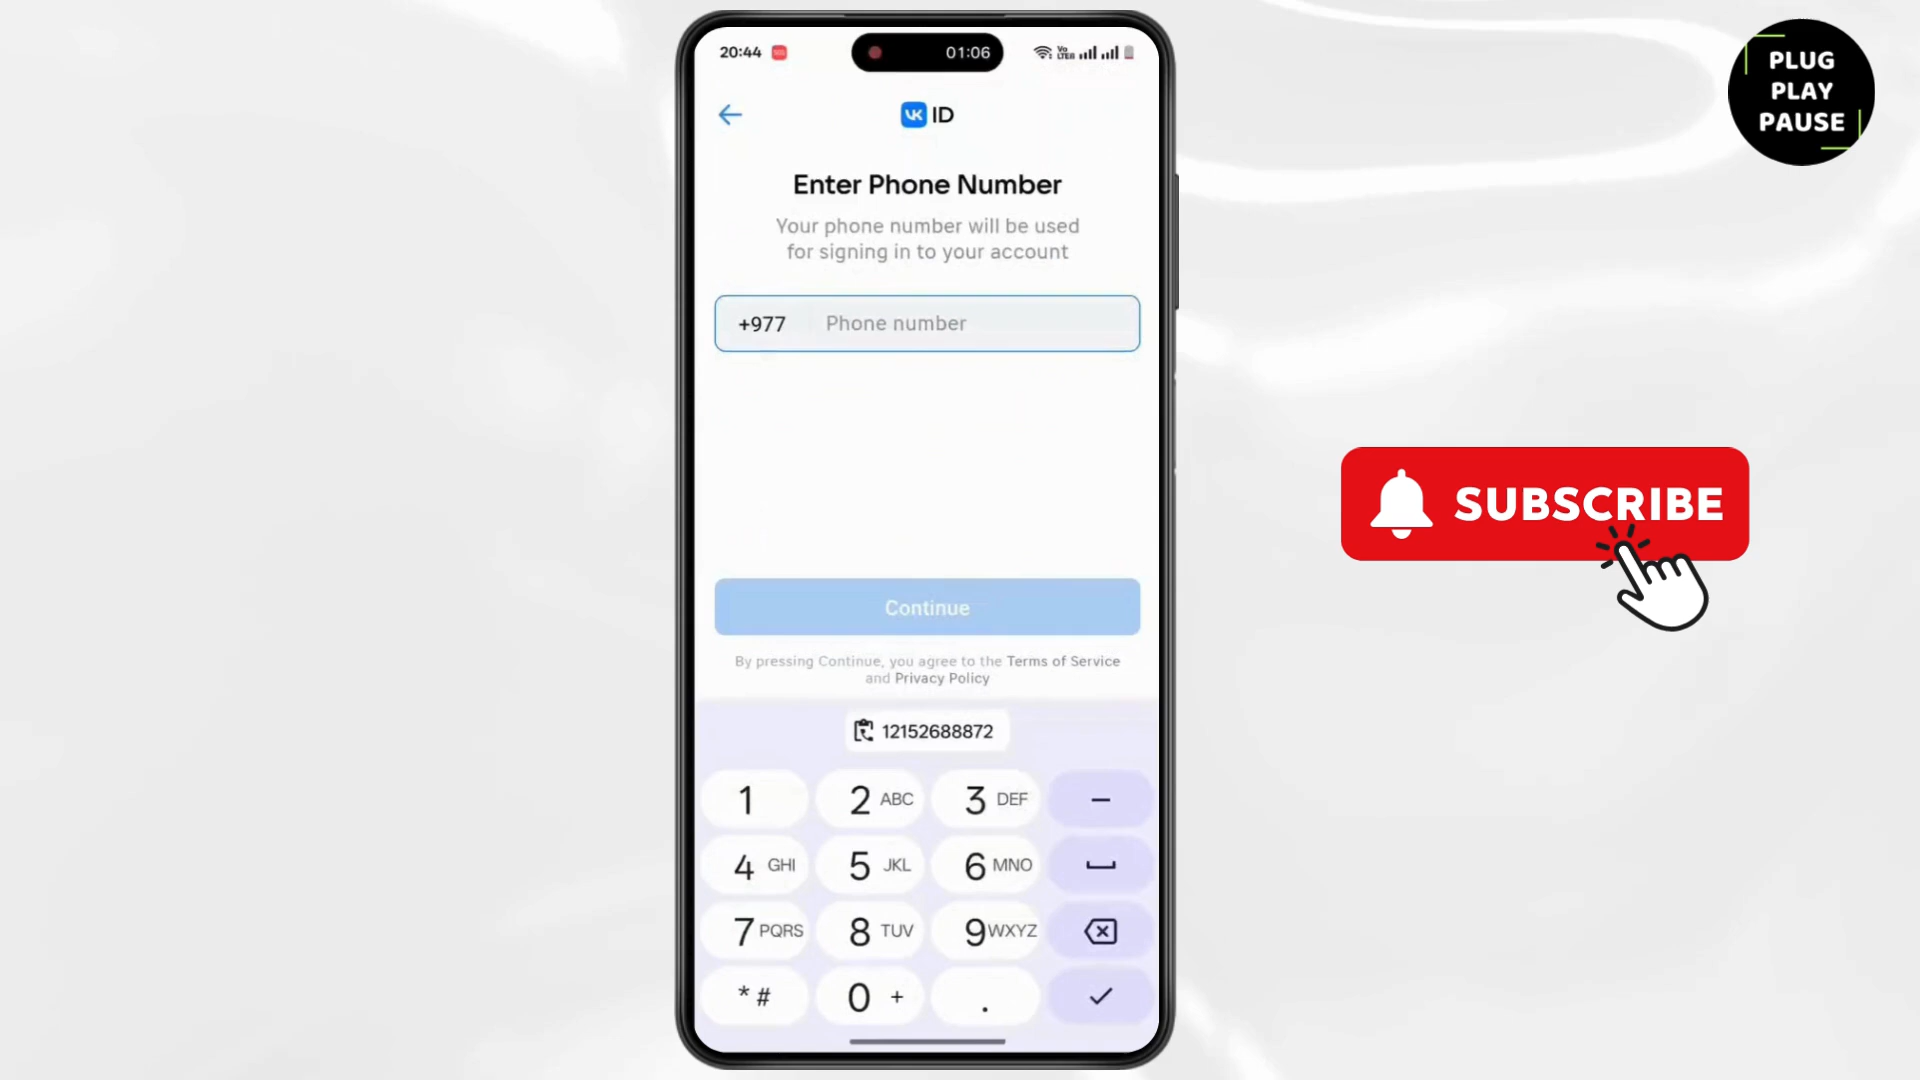 20:44
01:06
Vo
LTE
VK ID
Enter Phone Number
Your phone number will be used
for signing in to your account
+977 Phone number
Continue
By pressing Continue, you agree to the Terms of Service
and Privacy Policy
12152688872
1 2 ABC 3 DEF –
4 GHI 5 JKL 6 MNO
7 PQRS 8 TUV 9 WXYZ
* # 0 + .
PLUG
PLAY
PAUSE
SUBSCRIBE